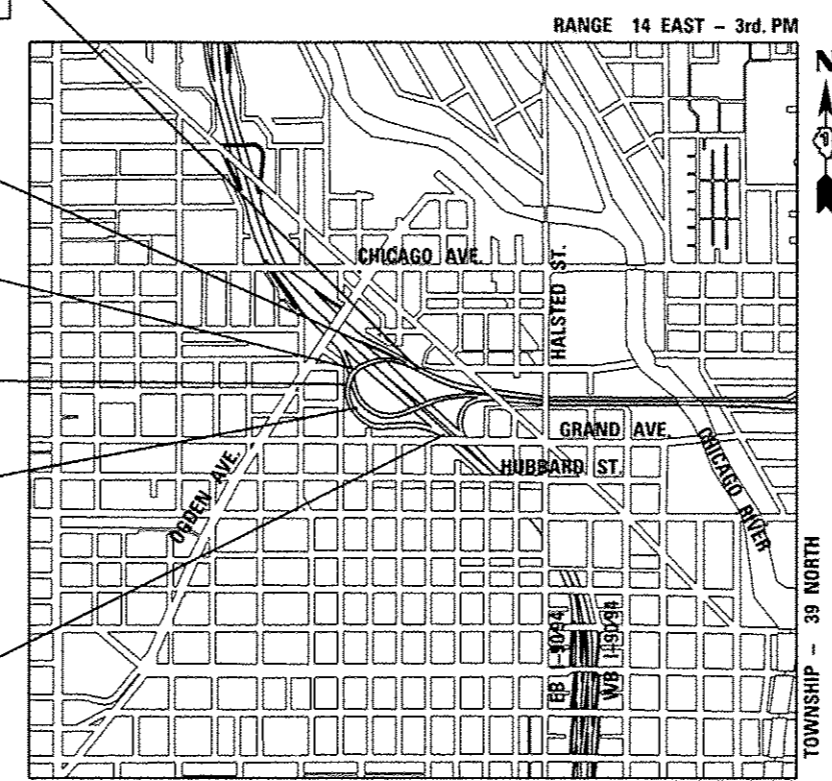 RANGE 14 EAST - 3rd. PM
N
CHICAGO AVE.
HALSTED ST.
GRAND AVE.
HUBBARD ST.
OGDEN AVE.
CHICAGO RIVER
EB I-90/94
WB I-90/94
TOWNSHIP - 39 NORTH